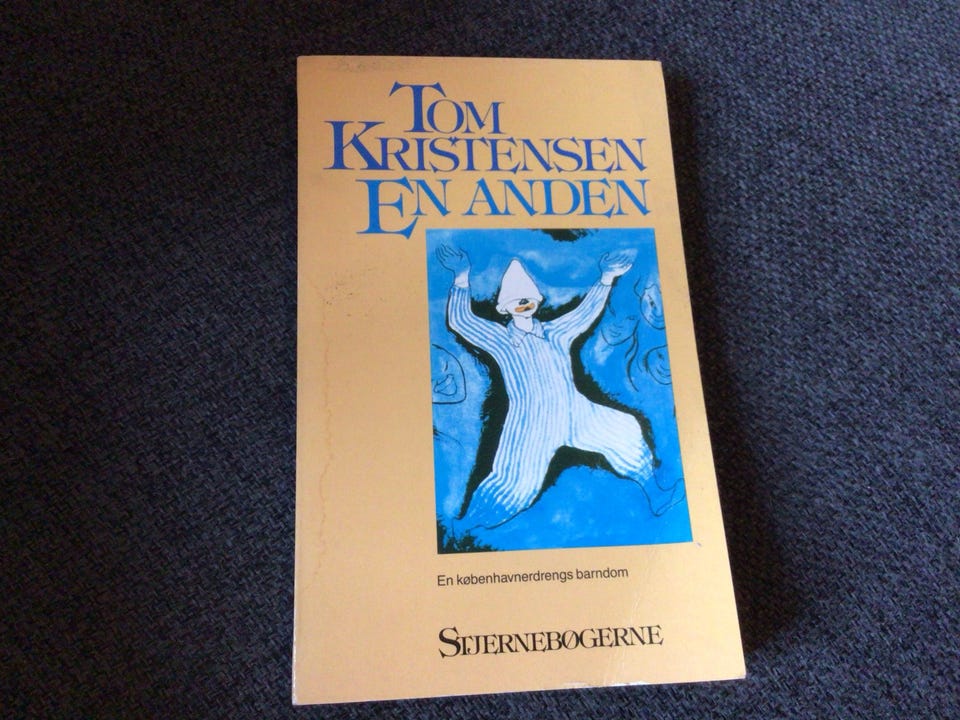 TOM
KRISTENSEN
EN ANDEN
En københavnerdrengs barndom
STJERNEBØGERNE